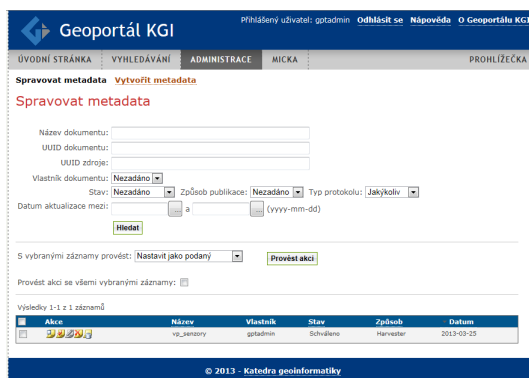 Přihlášený uživatel: gptadmin Odhlásit se Nápověda O Geoportálu KGI
Geoportál KGI
ÚVODNÍ STRÁNKA VYHLEDÁVÁNÍ ADMINISTRACE MICKA PROHLÍŽEČKA
Spravovat metadata Vytvořit metadata
Spravovat metadata
Název dokumentu:
UUID dokumentu:
UUID zdroje:
Vlastník dokumentu: Nezadáno
Stav: Nezadáno Způsob publikace: Nezadáno Typ protokolu: Jakýkoliv
Datum aktualizace mezi: ... a ... (yyyy-mm-dd)
Hledat
S vybranými záznamy provést: Nastavit jako podaný Provést akci
Provést akci se všemi vybranými záznamy:
Výsledky 1-1 z 1 záznamů
Akce Název Vlastník Stav Způsob Datum
vp_senzory gptadmin Schváleno Harvester 2013-03-25
© 2013 - Katedra geoinformatiky